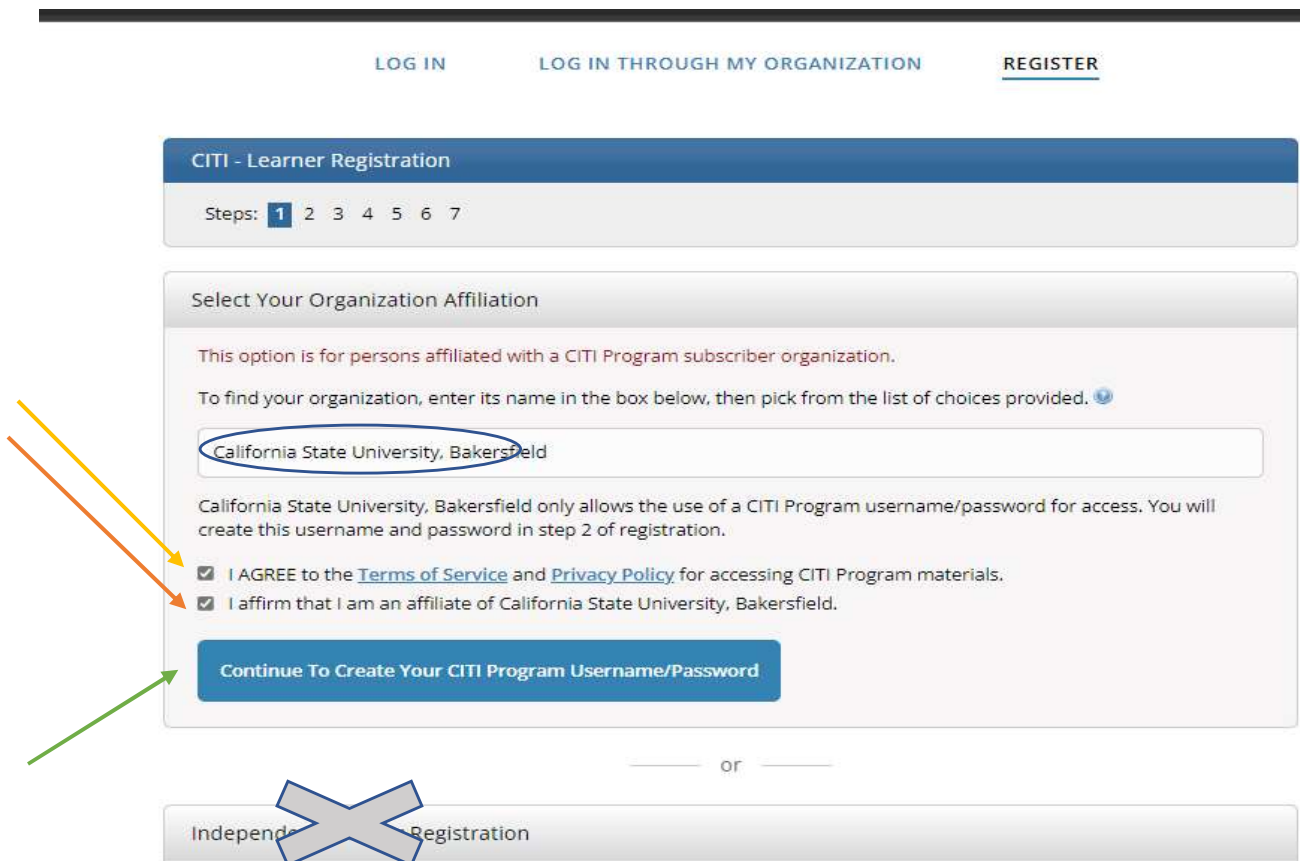 LOG IN LOG IN THROUGH MY ORGANIZATION REGISTER
CITI - Learner Registration
Steps: 1 2 3 4 5 6 7
Select Your Organization Affiliation
This option is for persons affiliated with a CITI Program subscriber organization.
To find your organization, enter its name in the box below, then pick from the list of choices provided.
California State University, Bakersfield
California State University, Bakersfield only allows the use of a CITI Program username/password for access. You will
create this username and password in step 2 of registration.
I AGREE to the Terms of Service and Privacy Policy for accessing CITI Program materials.
I affirm that I am an affiliate of California State University, Bakersfield.
Continue To Create Your CITI Program Username/Password
or
Registration